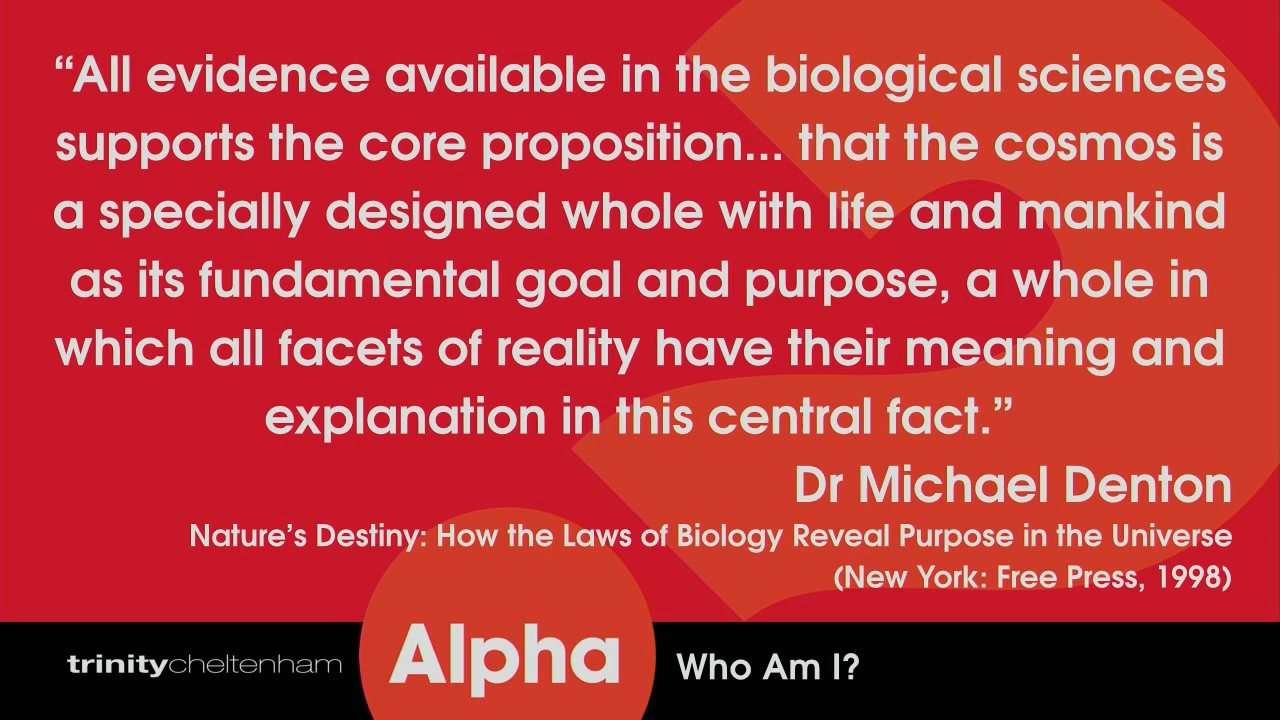 “All evidence available in the biological sciences
supports the core proposition... that the cosmos is
a specially designed whole with life and mankind
as its fundamental goal and purpose, a whole in
which all facets of reality have their meaning and
explanation in this central fact.”
Dr Michael Denton
Nature’s Destiny: How the Laws of Biology Reveal Purpose in the Universe
(New York: Free Press, 1998)
trinitycheltenham
Alpha
Who Am I?